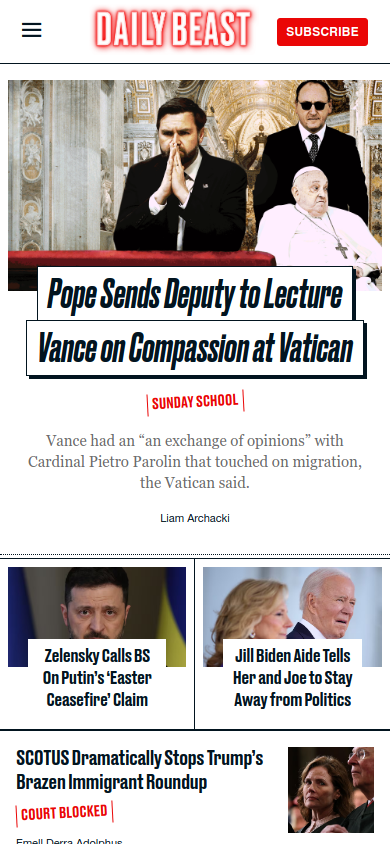 DAILY BEAST
SUBSCRIBE
Pope Sends Deputy to Lecture
Vance on Compassion at Vatican
SUNDAY SCHOOL
Vance had an “an exchange of opinions” with
Cardinal Pietro Parolin that touched on migration,
the Vatican said.
Liam Archacki
Zelensky Calls BS
On Putin’s ‘Easter
Ceasefire’ Claim
Jill Biden Aide Tells
Her and Joe to Stay
Away from Politics
SCOTUS Dramatically Stops Trump’s
Brazen Immigrant Roundup
COURT BLOCKED
Emell Derra Adolphus